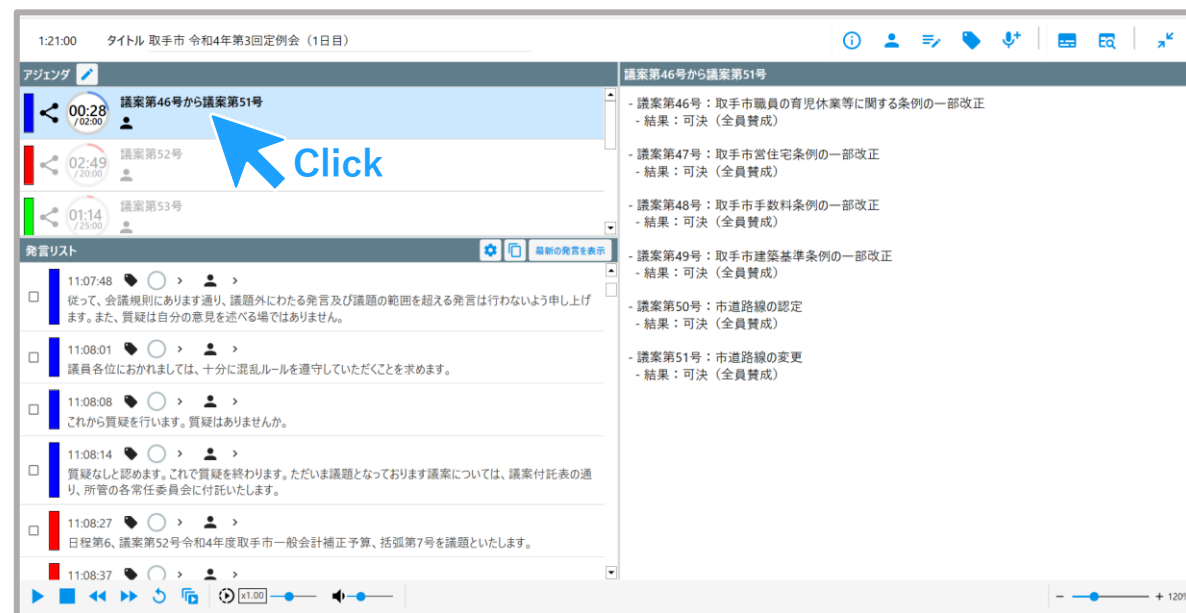 1:21:00 タイトル 取手市 令和4年第3回定例会（1日目）
アジェンダ
00:28
/02:00
議案第46号から議案第51号
02:49
/20:00
議案第52号
01:14
/25:00
議案第53号
Click
発言リスト
最新の発言を表示
11:07:48
従って、会議規則にあります通り、議題外にわたる発言及び議題の範囲を超える発言は行わないよう申し上げ
ます。また、質疑は自分の意見を述べる場ではありません。
11:08:01
議員各位におかれましては、十分に混乱ルールを遵守していただくことを求めます。
11:08:08
これから質疑を行います。質疑はありませんか。
11:08:14
質疑なしと認めます。これで質疑を終わります。ただいま議題となっております議案については、議案付託表の通
り、所管の各常任委員会に付託いたします。
11:08:27
日程第6、議案第52号令和4年度取手市一般会計補正予算、括弧第7号を議題といたします。
11:08:37
x1.00
議案第46号から議案第51号
- 議案第46号：取手市職員の育児休業等に関する条例の一部改正
- 結果：可決（全員賛成）
- 議案第47号：取手市営住宅条例の一部改正
- 結果：可決（全員賛成）
- 議案第48号：取手市手数料条例の一部改正
- 結果：可決（全員賛成）
- 議案第49号：取手市建築基準条例の一部改正
- 結果：可決（全員賛成）
- 議案第50号：市道路線の認定
- 結果：可決（全員賛成）
- 議案第51号：市道路線の変更
- 結果：可決（全員賛成）
120%